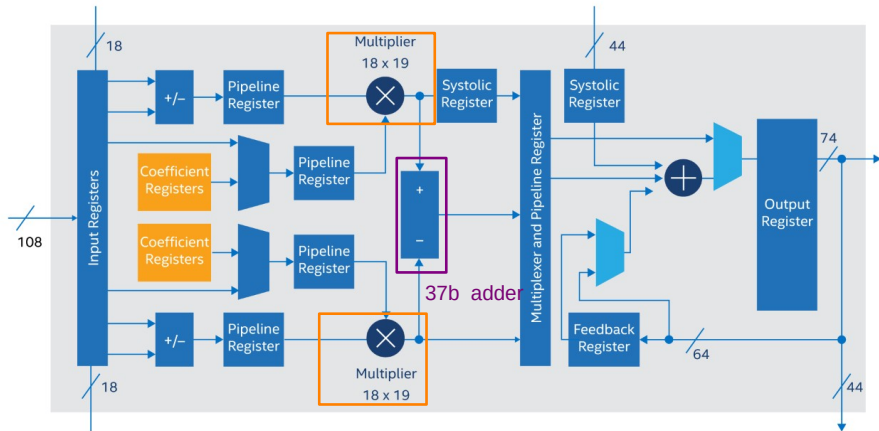 18
44
Multiplier
18 x 19
+/−
Pipeline
Register
Systolic
Register
Systolic
Register
Input Registers
Coefficient
Registers
Pipeline
Register
+
−
Multiplexer and Pipeline Register
74
Output
Register
108
Coefficient
Registers
Pipeline
Register
37b adder
+/−
Pipeline
Register
Multiplier
18 x 19
Feedback
Register
64
18
44